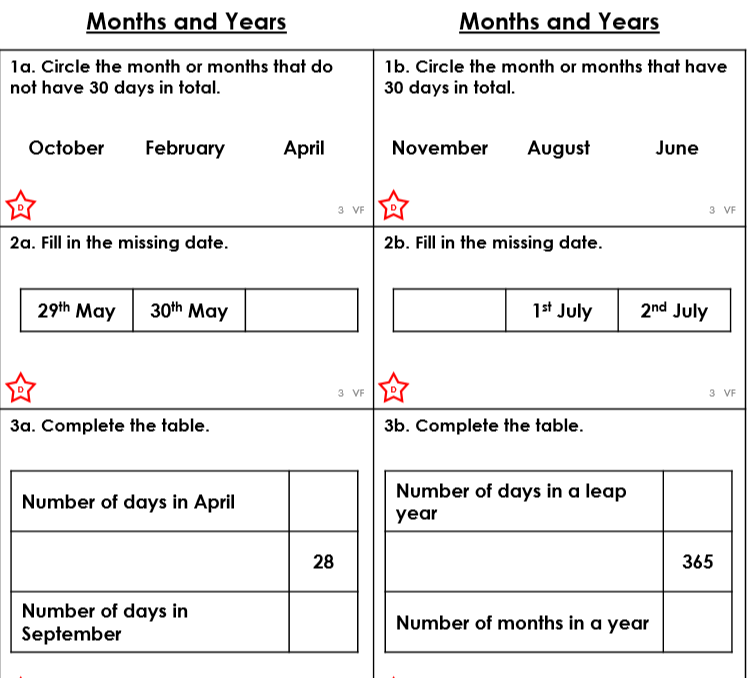 Months and Years
1a. Circle the month or months that do
not have 30 days in total.
October February April
D
3 VF
2a. Fill in the missing date.
29th May 30th May
D
3 VF
3a. Complete the table.
Number of days in April
28
Number of days in
September
Months and Years
1b. Circle the month or months that have
30 days in total.
November August June
D
3 VF
2b. Fill in the missing date.
1st July 2nd July
D
3 VF
3b. Complete the table.
Number of days in a leap
year
365
Number of months in a year